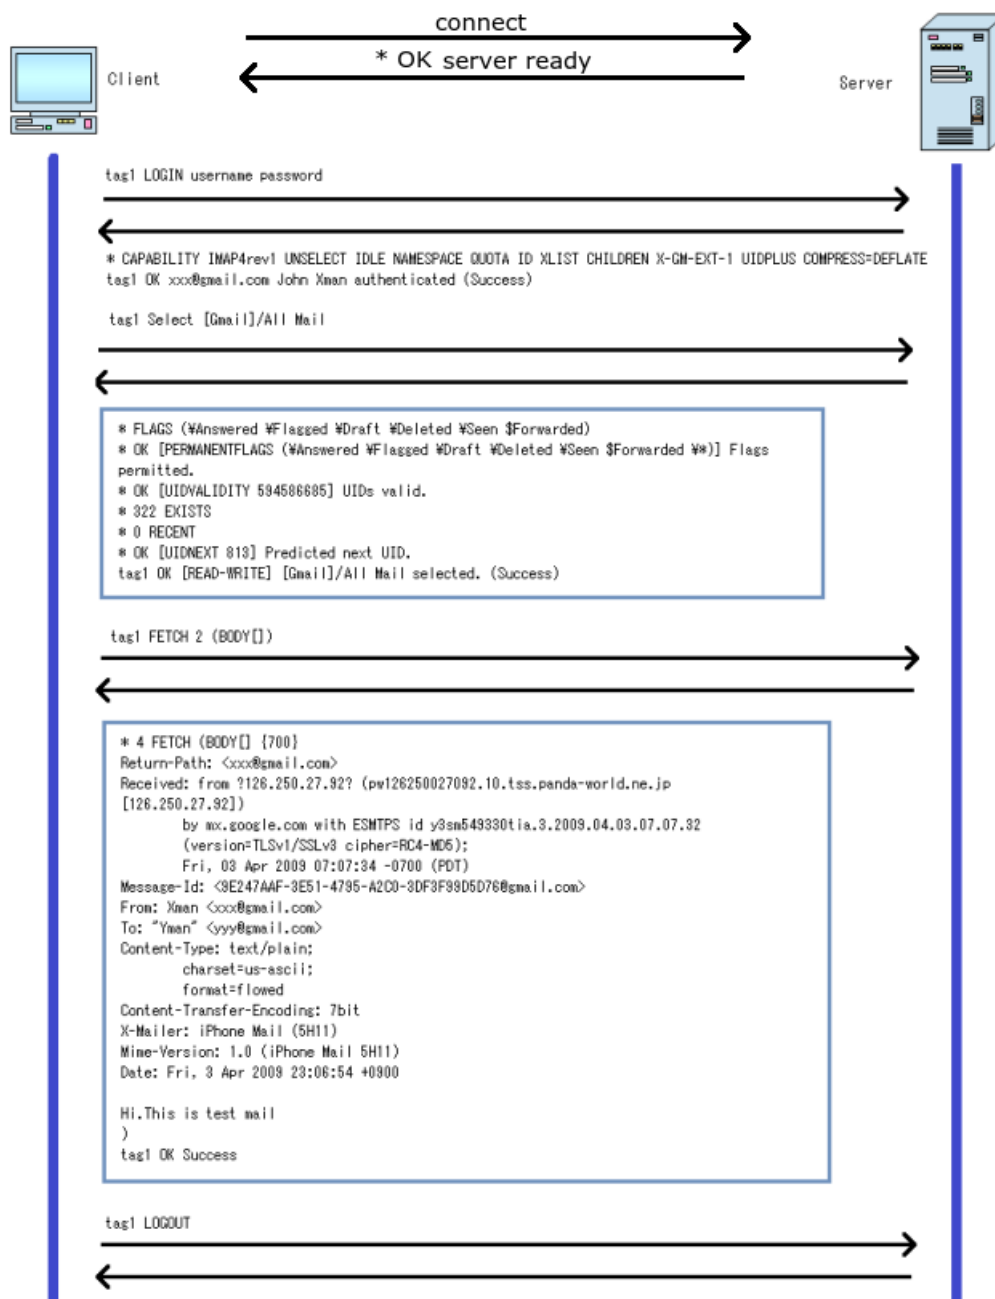 connect
* OK server ready
Client
Server
tag1 LOGIN username password
* CAPABILITY IMAP4rev1 UNSELECT IDLE NAMESPACE QUOTA ID XLIST CHILDREN X-GM-EXT-1 UIDPLUS COMPRESS=DEFLATE
tag1 OK xxx@gmail.com John Xman authenticated (Success)
tag1 Select [Gmail]/All Mail
* FLAGS (¥Answered ¥Flagged ¥Draft ¥Deleted ¥Seen $Forwarded)
* OK [PERMANENTFLAGS (¥Answered ¥Flagged ¥Draft ¥Deleted ¥Seen $Forwarded ¥*)] Flags
permitted.
* OK [UIDVALIDITY 594586685] UIDs valid.
* 322 EXISTS
* 0 RECENT
* OK [UIDNEXT 813] Predicted next UID.
tag1 OK [READ-WRITE] [Gmail]/All Mail selected. (Success)
tag1 FETCH 2 (BODY[])
* 4 FETCH (BODY[] {700}
Return-Path: <xxx@gmail.com>
Received: from ?126.250.27.92? (pw126250027092.10.tss.panda-world.ne.jp
[126.250.27.92])
by mx.google.com with ESMTPS id y3sm549330tia.3.2009.04.03.07.07.32
(version=TLSv1/SSLv3 cipher=RC4-MD5);
Fri, 03 Apr 2009 07:07:34 -0700 (PDT)
Message-Id: <9E247AAF-3E51-4795-A2C0-3DF3F99D5D76@gmail.com>
From: Xman <xxx@gmail.com>
To: "Yman" <yyy@gmail.com>
Content-Type: text/plain;
charset=us-ascii;
format=flowed
Content-Transfer-Encoding: 7bit
X-Mailer: iPhone Mail (5H11)
Mime-Version: 1.0 (iPhone Mail 5H11)
Date: Fri, 3 Apr 2009 23:06:54 +0900
Hi.This is test mail
)
tag1 OK Success
tag1 LOGOUT